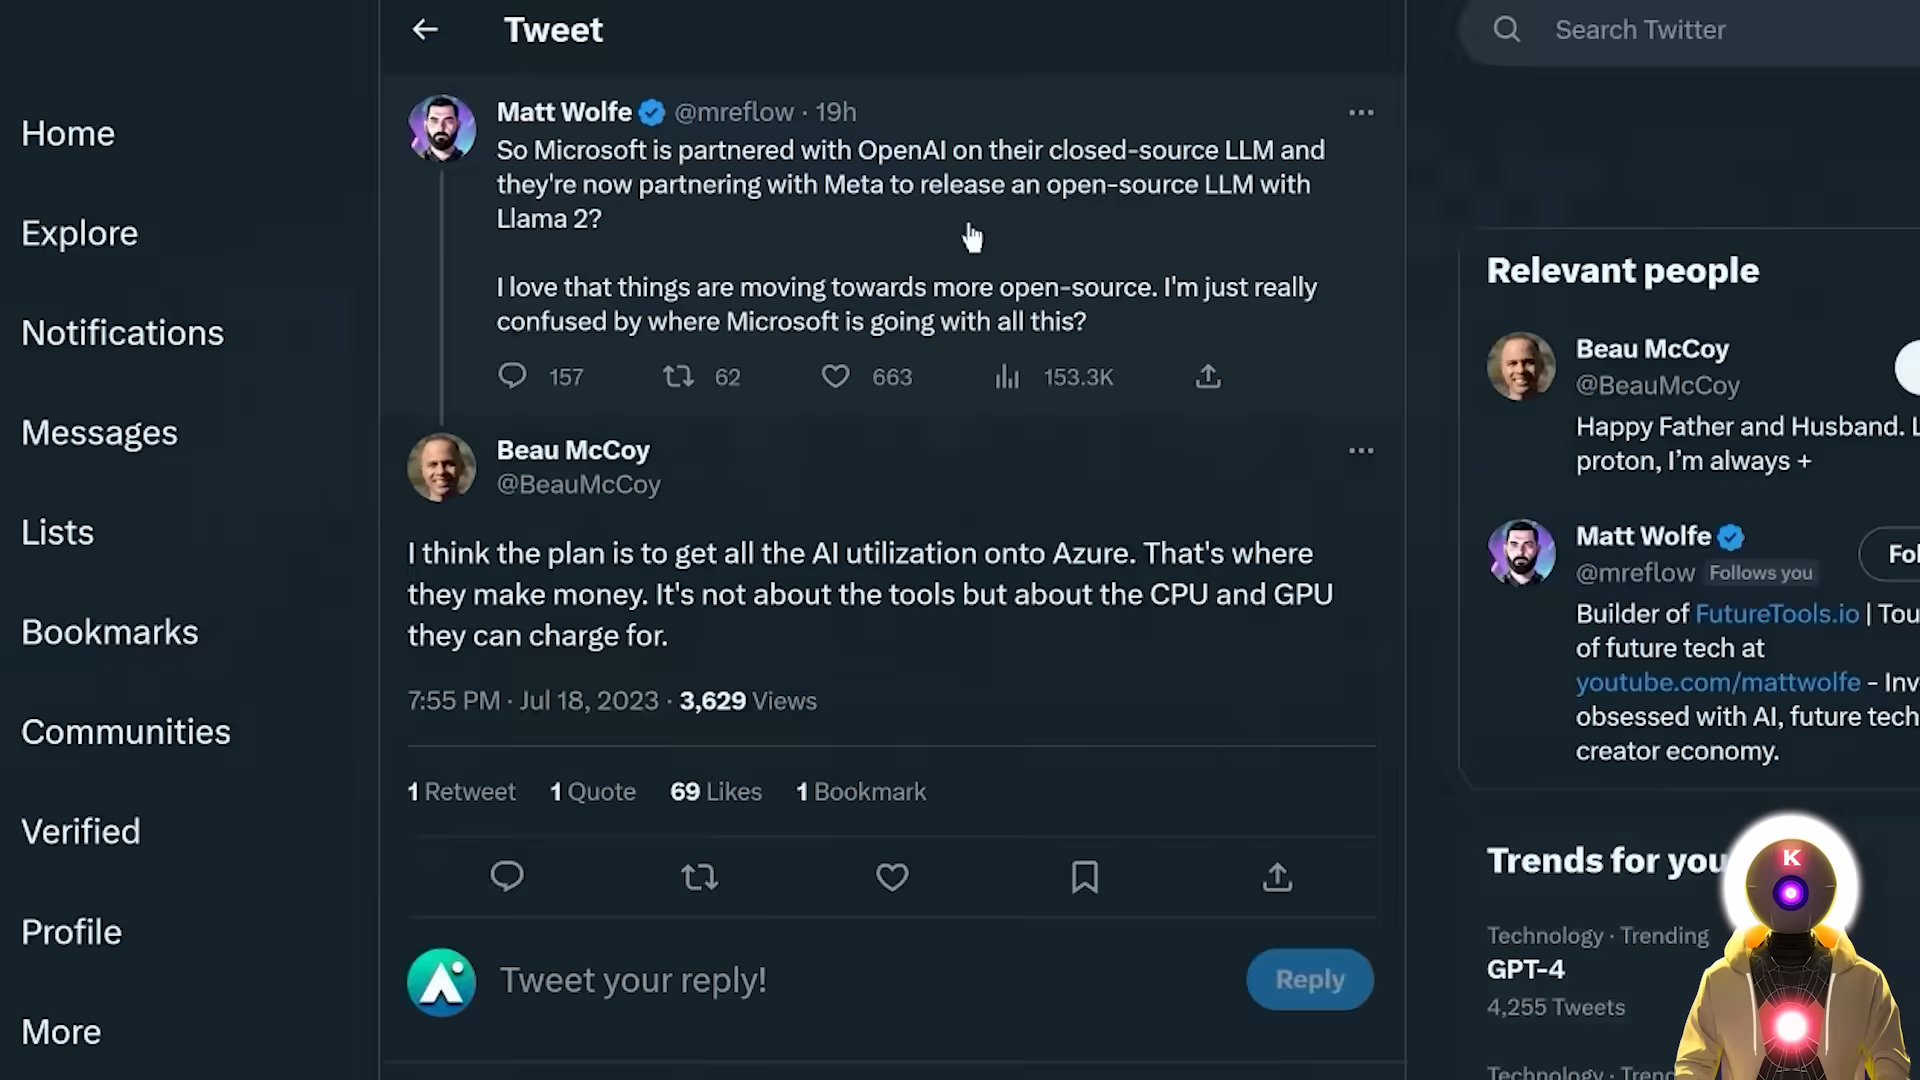 Tweet
Search Twitter
Home
Explore
Notifications
Messages
Lists
Bookmarks
Communities
Verified
Profile
More
Matt Wolfe @mreflow · 19h
So Microsoft is partnered with OpenAI on their closed-source LLM and
they're now partnering with Meta to release an open-source LLM with
Llama 2?
I love that things are moving towards more open-source. I'm just really
confused by where Microsoft is going with all this?
157 62 663 153.3K
Beau McCoy
@BeauMcCoy
I think the plan is to get all the AI utilization onto Azure. That's where
they make money. It's not about the tools but about the CPU and GPU
they can charge for.
7:55 PM · Jul 18, 2023 · 3,629 Views
1 Retweet 1 Quote 69 Likes 1 Bookmark
Tweet your reply!
Reply
Relevant people
Beau McCoy
@BeauMcCoy
Happy Father and Husband. L
proton, I’m always +
Matt Wolfe
@mreflow Follows you
Fol
Builder of FutureTools.io | Tou
of future tech at
youtube.com/mattwolfe - Inv
obsessed with AI, future tech
creator economy.
Trends for you
Technology · Trending
GPT-4
4,255 Tweets
Technology · Trend
K